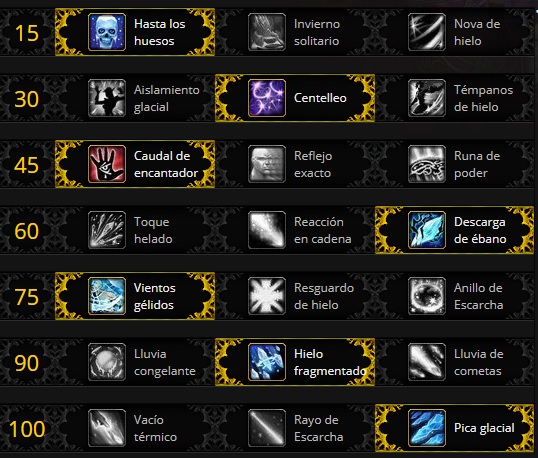 15
Hasta los
huesos
Invierno
solitario
Nova de
hielo
30
Aislamiento
glacial
Centelleo
Témpanos
de hielo
45
Caudal de
encantador
Reflejo
exacto
Runa de
poder
60
Toque
helado
Reacción
en cadena
Descarga
de ébano
75
Vientos
gélidos
Resguardo
de hielo
Anillo de
Escarcha
90
Lluvia
congelante
Hielo
fragmentado
Lluvia de
cometas
100
Vacío
térmico
Rayo de
Escarcha
Pica glacial